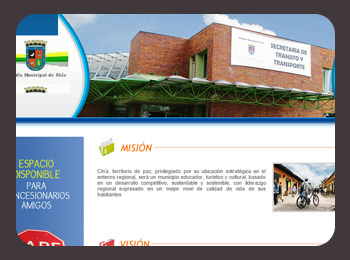 SECRETARIA DE
TRANSITO Y
TRANSPORTE
Municipal de Chía
ESPACIO
DISPONIBLE
PARA
CONCESIONARIOS
AMIGOS
MISIÓN
Chía, territorio de paz, privilegiado por su ubicación estratégica en el
entorno regional, será un municipio educador, turístico y cultural, basado
en un desarrollo competitivo, sustentable y sostenible, con liderazgo
regional expresado en un mejor nivel de calidad de vida de sus
habitantes
VISIÓN